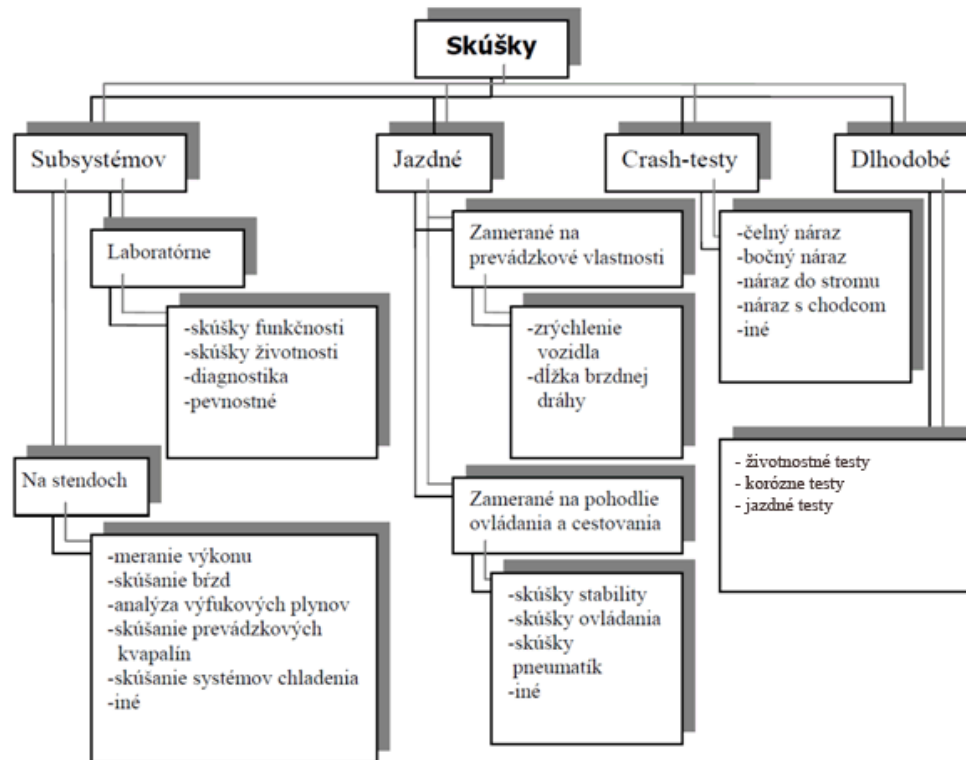 Skúšky
Subsystémov
Jazdné
Crash-testy
Dlhodobé
Laboratórne
-skúšky funkčnosti
-skúšky životnosti
-diagnostika
-pevnostné
Na stendoch
-meranie výkonu
-skúšanie bŕzd
-analýza výfukových plynov
-skúšanie prevádzkových
kvapalín
-skúšanie systémov chladenia
-iné
Zamerané na
prevádzkové vlastnosti
-zrýchlenie
vozidla
-dĺžka brzdnej
dráhy
Zamerané na pohodlie
ovládania a cestovania
-skúšky stability
-skúšky ovládania
-skúšky
pneumatík
-iné
-čelný náraz
-bočný náraz
-náraz do stromu
-náraz s chodcom
-iné
- životnostné testy
- korózne testy
- jazdné testy